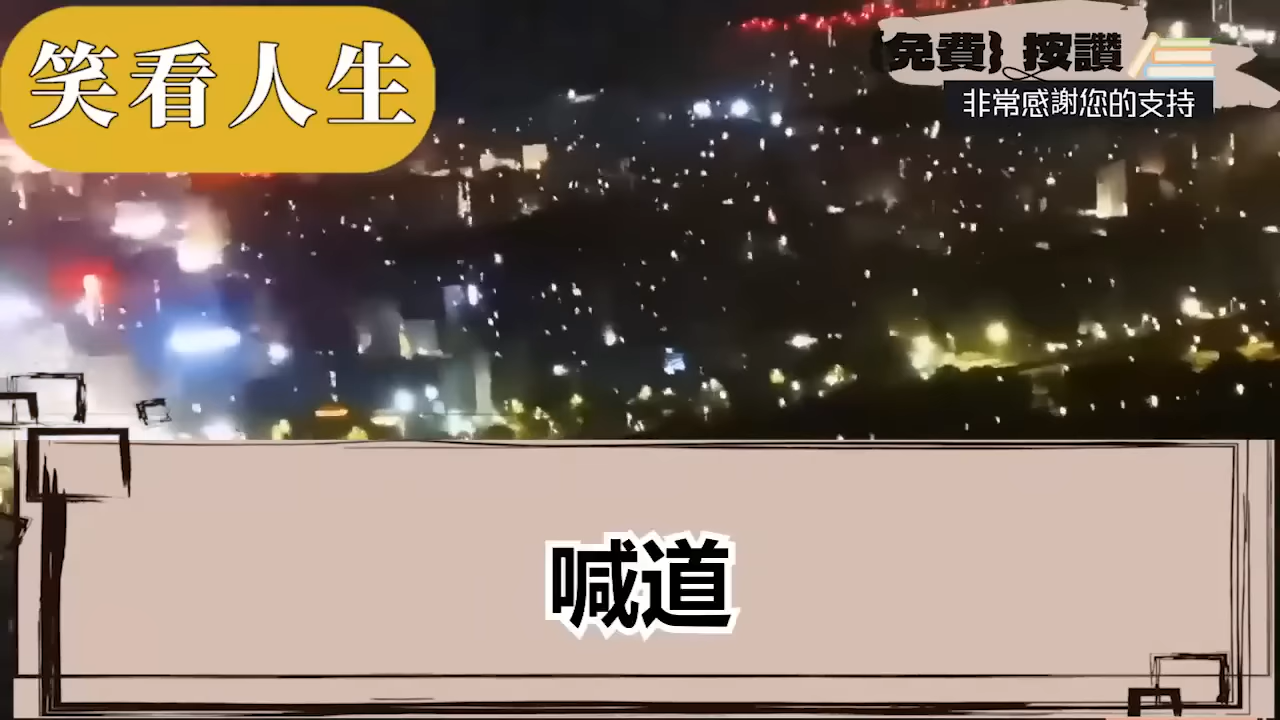 笑看人生
{免費} 按讚
非常感謝您的支持
喊道